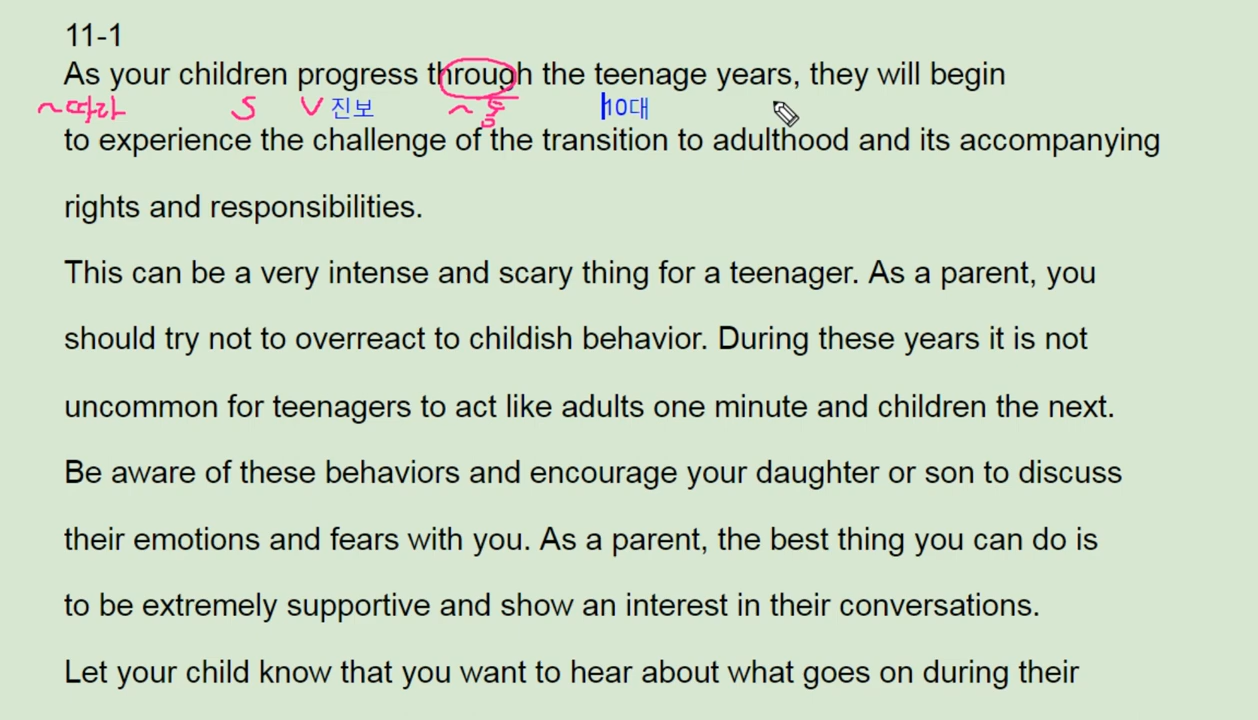 11-1
As your children progress through the teenage years, they will begin
~따라 S V 진보 ~통 10대
to experience the challenge of the transition to adulthood and its accompanying
rights and responsibilities.
This can be a very intense and scary thing for a teenager. As a parent, you
should try not to overreact to childish behavior. During these years it is not
uncommon for teenagers to act like adults one minute and children the next.
Be aware of these behaviors and encourage your daughter or son to discuss
their emotions and fears with you. As a parent, the best thing you can do is
to be extremely supportive and show an interest in their conversations.
Let your child know that you want to hear about what goes on during their